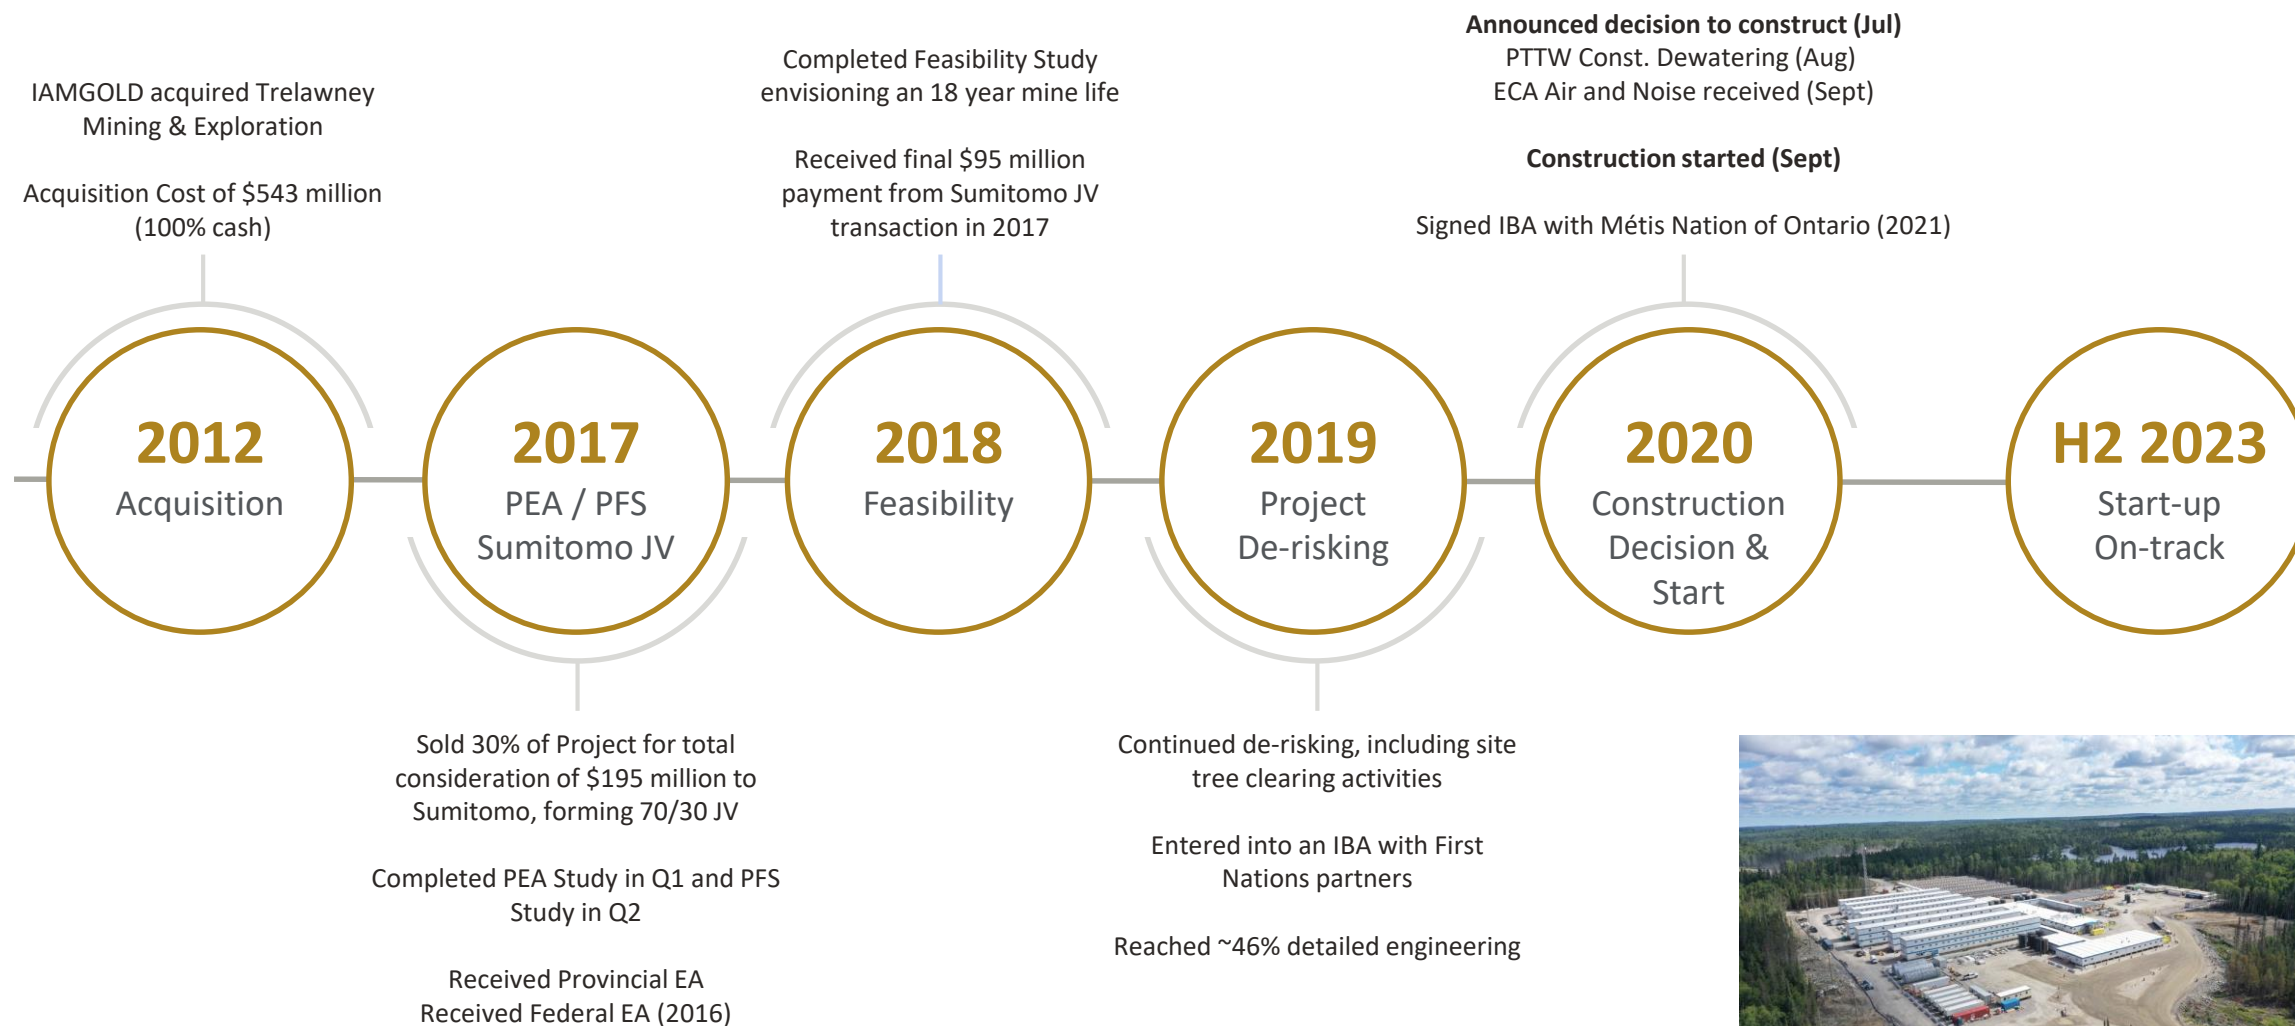 IAMGOLD acquired Trelawney
Mining & Exploration
Acquisition Cost of $543 million
(100% cash)
2012
Acquisition
2017
PEA / PFS
Sumitomo JV
Sold 30% of Project for total
consideration of $195 million to
Sumitomo, forming 70/30 JV
Completed PEA Study in Q1 and PFS
Study in Q2
Received Provincial EA
Received Federal EA (2016)
Completed Feasibility Study
envisioning an 18 year mine life
Received final $95 million
payment from Sumitomo JV
transaction in 2017
2018
Feasibility
2019
Project
De-risking
Continued de-risking, including site
tree clearing activities
Entered into an IBA with First
Nations partners
Reached ~46% detailed engineering
Announced decision to construct (Jul)
PTTW Const. Dewatering (Aug)
ECA Air and Noise received (Sept)
Construction started (Sept)
Signed IBA with Métis Nation of Ontario (2021)
2020
Construction
Decision &
Start
H2 2023
Start-up
On-track